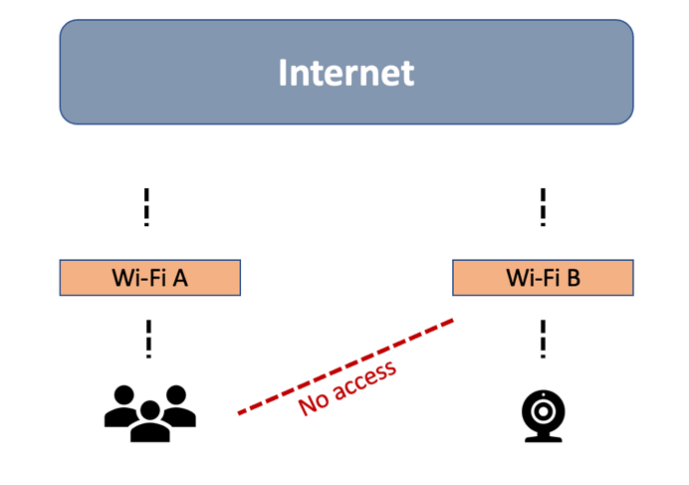 Internet
Wi-Fi A
Wi-Fi B
No access